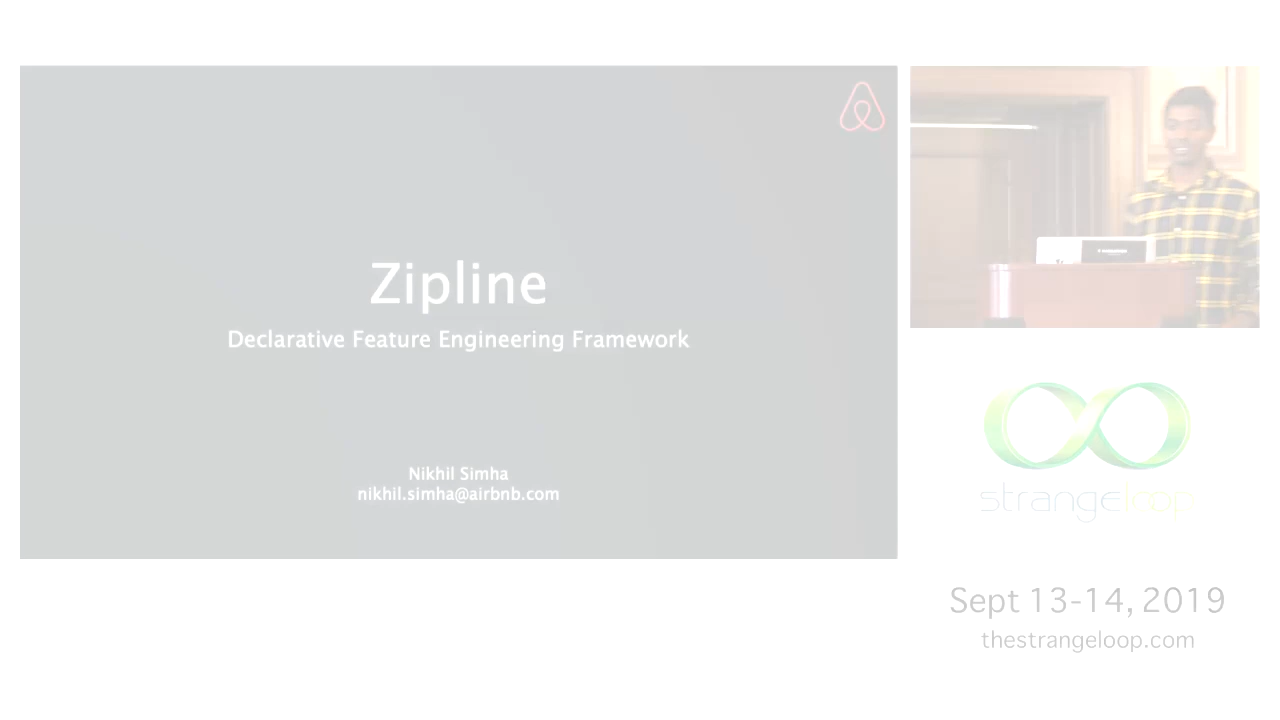 Zipline
Declarative Feature Engineering Framework
Nikhil Simha
nikhil.simha@airbnb.com
strangeloop
Sept 13-14, 2019
thestrangeloop.com